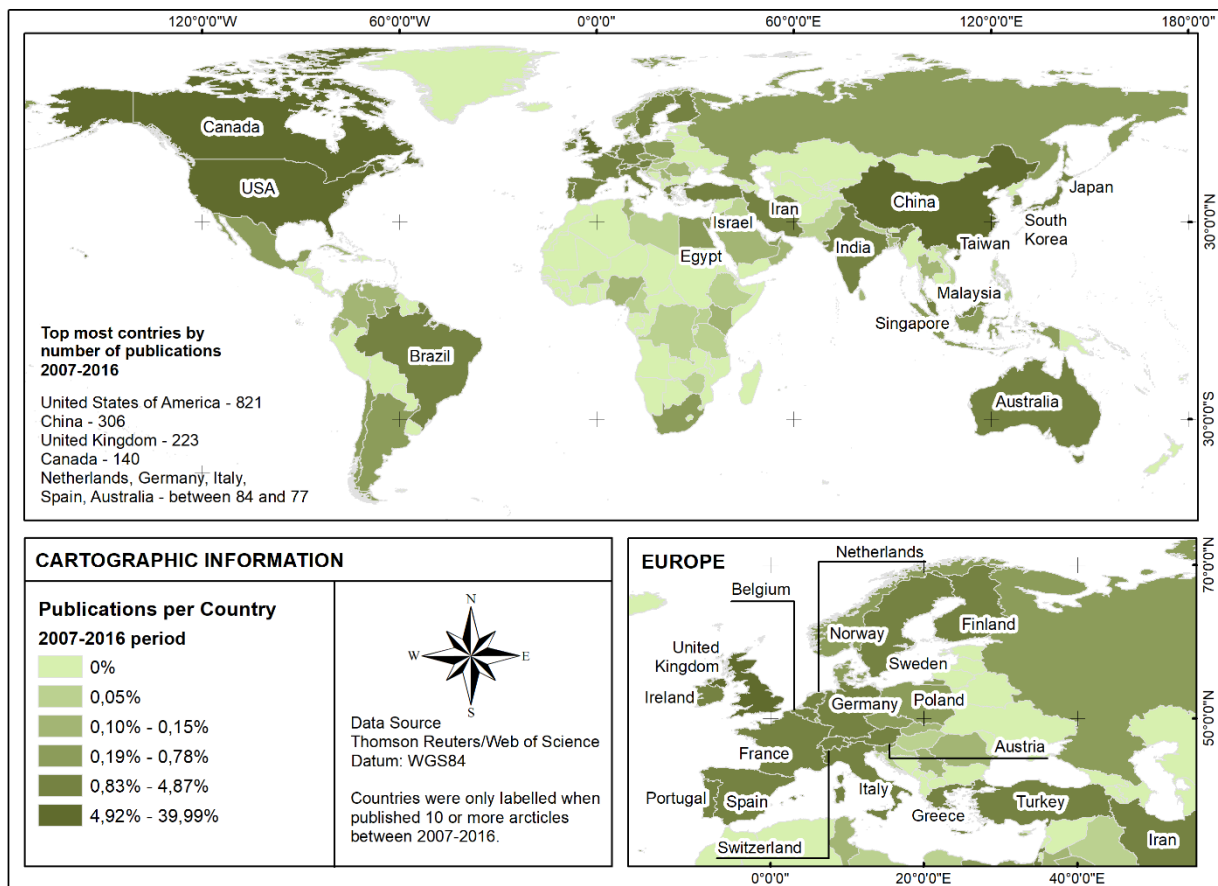 120°0'0"W
60°0'0"W
0°0'0"
60°0'0"E
120°0'0"E
180°0'0"
Canada
USA
Iran
China
Japan
Israel
South
Korea
India
Taiwan
Egypt
Malaysia
Singapore
Brazil
Australia
30°0'0"N
30°0'0"S
Top most contries by
number of publications
2007-2016
United States of America - 821
China - 306
United Kingdom - 223
Canada - 140
Netherlands, Germany, Italy,
Spain, Australia - between 84 and 77
CARTOGRAPHIC INFORMATION
Publications per Country
2007-2016 period
0%
0,05%
0,10% - 0,15%
0,19% - 0,78%
0,83% - 4,87%
4,92% - 39,99%
N
W
E
S
Data Source
Thomson Reuters/Web of Science
Datum: WGS84
Countries were only labelled when
published 10 or more arcticles
between 2007-2016.
EUROPE
Netherlands
Belgium
Norway
Finland
United
Kingdom
Sweden
Ireland
Germany
Poland
France
Austria
Portugal
Spain
Italy
Greece
Turkey
Switzerland
Iran
70°0'0"N
50°0'0"N
0°0'0"
20°0'0"E
40°0'0"E